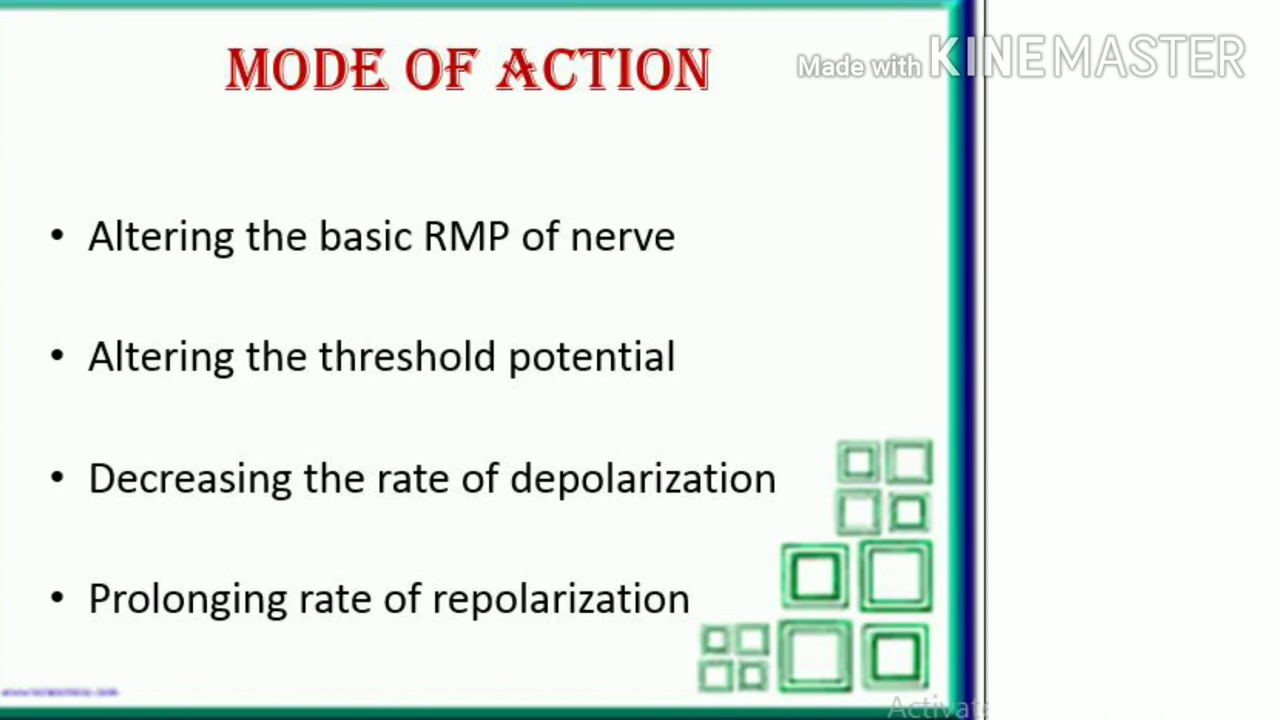 MODE OF ACTION
Made with KINEMASTER
• Altering the basic RMP of nerve
• Altering the threshold potential
• Decreasing the rate of depolarization
• Prolonging rate of repolarization